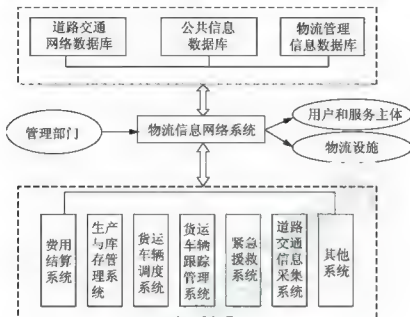 道路交通
网络数据库
公共信息
数据库
物流管理
信息数据库
管理部门
物流信息网络系统
用户和服务主体
物流设施
费用
结算
系统
生产
与库
存管
理系
统
货运
车辆
调度
系统
货运
车辆
跟踪
管理
系统
紧急
援救
系统
道路
交通
信息
采集
系统
其他
系统